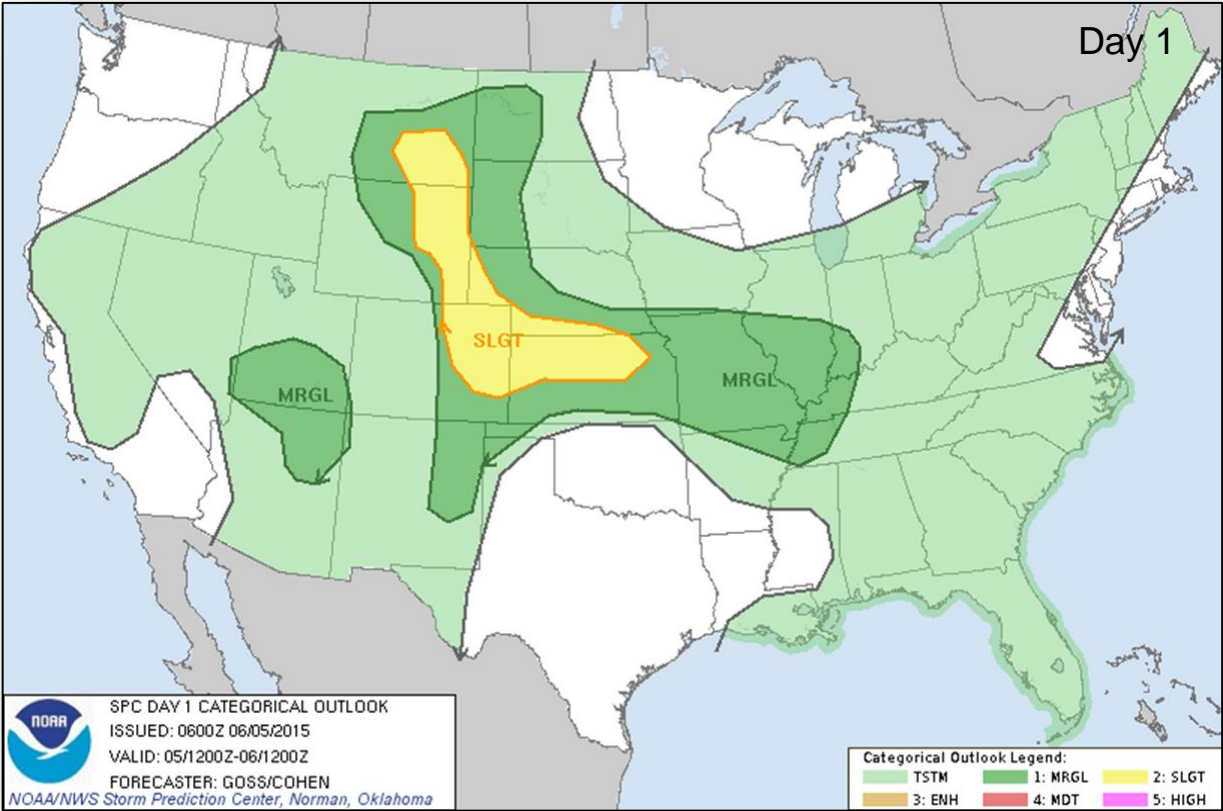 Day 1
SLGT
MRGL
MRGL
NOAA
SPC DAY 1 CATEGORICAL OUTLOOK
ISSUED: 0600Z 06/05/2015
VALID: 05/1200Z-06/1200Z
FORECASTER: GOSS/COHEN
NOAA/NWS Storm Prediction Center, Norman, Oklahoma
Categorical Outlook Legend:
TSTM 1: MRGL 2: SLGT
3: ENH 4: MDT 5: HIGH